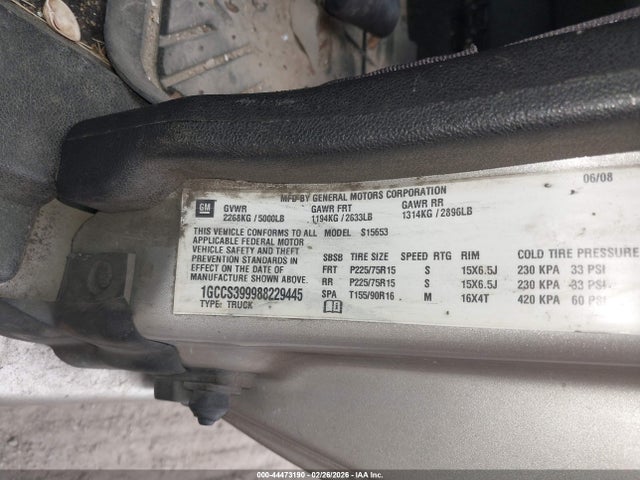 06/08
MFD BY GENERAL MOTORS CORPORATION
GM GVWR GAWR FRT GAWR RR
2268KG / 5000LB 1194KG / 2633LB 1314KG / 2896LB
THIS VEHICLE CONFORMS TO ALL MODEL S15653
APPLICABLE FEDERAL MOTOR
VEHICLE SAFETY, BUMPER, AND
THEFT PREVENTION STANDARDS IN
EFFECT ON THE DATE OF
MANUFACTURE SHOWN ABOVE.
1GCCS399988229445
TYPE: TRUCK
SBSB TIRE SIZE SPEED RTG RIM COLD TIRE PRESSURE
FRT P225/75R15 S 15X6.5J 230 KPA 33 PSI
RR P225/75R15 S 15X6.5J 230 KPA 33 PSI
SPA T155/90R16 M 16X4T 420 KPA 60 PSI
000-44473190 - 02/26/2026 - IAAI.COM